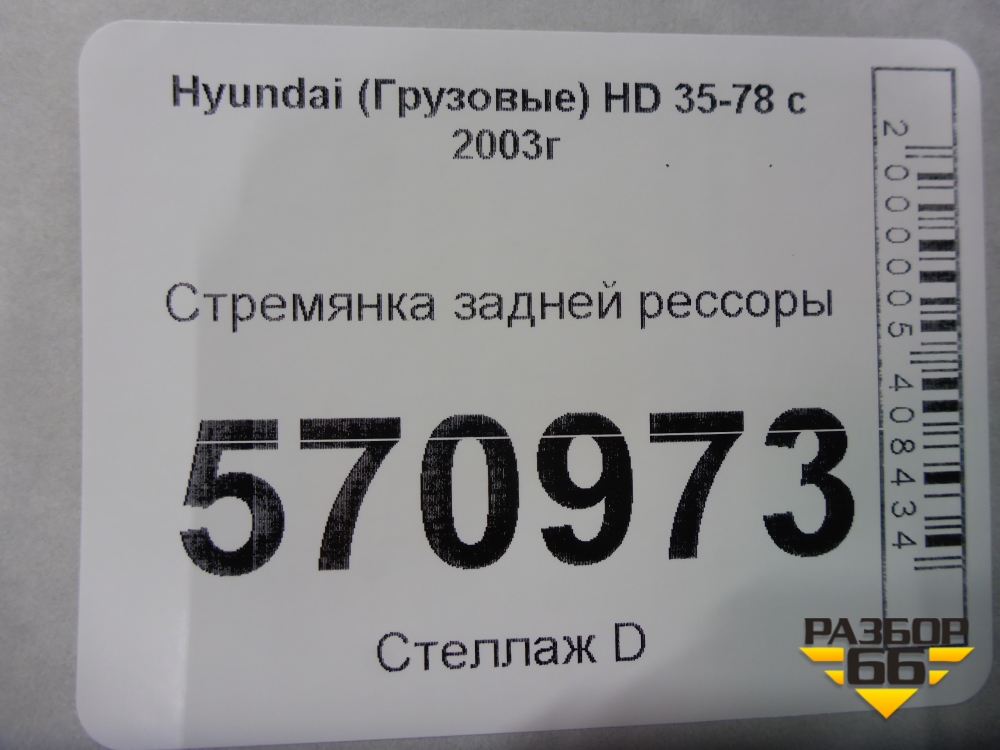 Hyundai (Грузовые) HD 35-78 с
2003г
Стремянка задней рессоры
570973
Стеллаж D
2000005408434
РАЗБОР
66